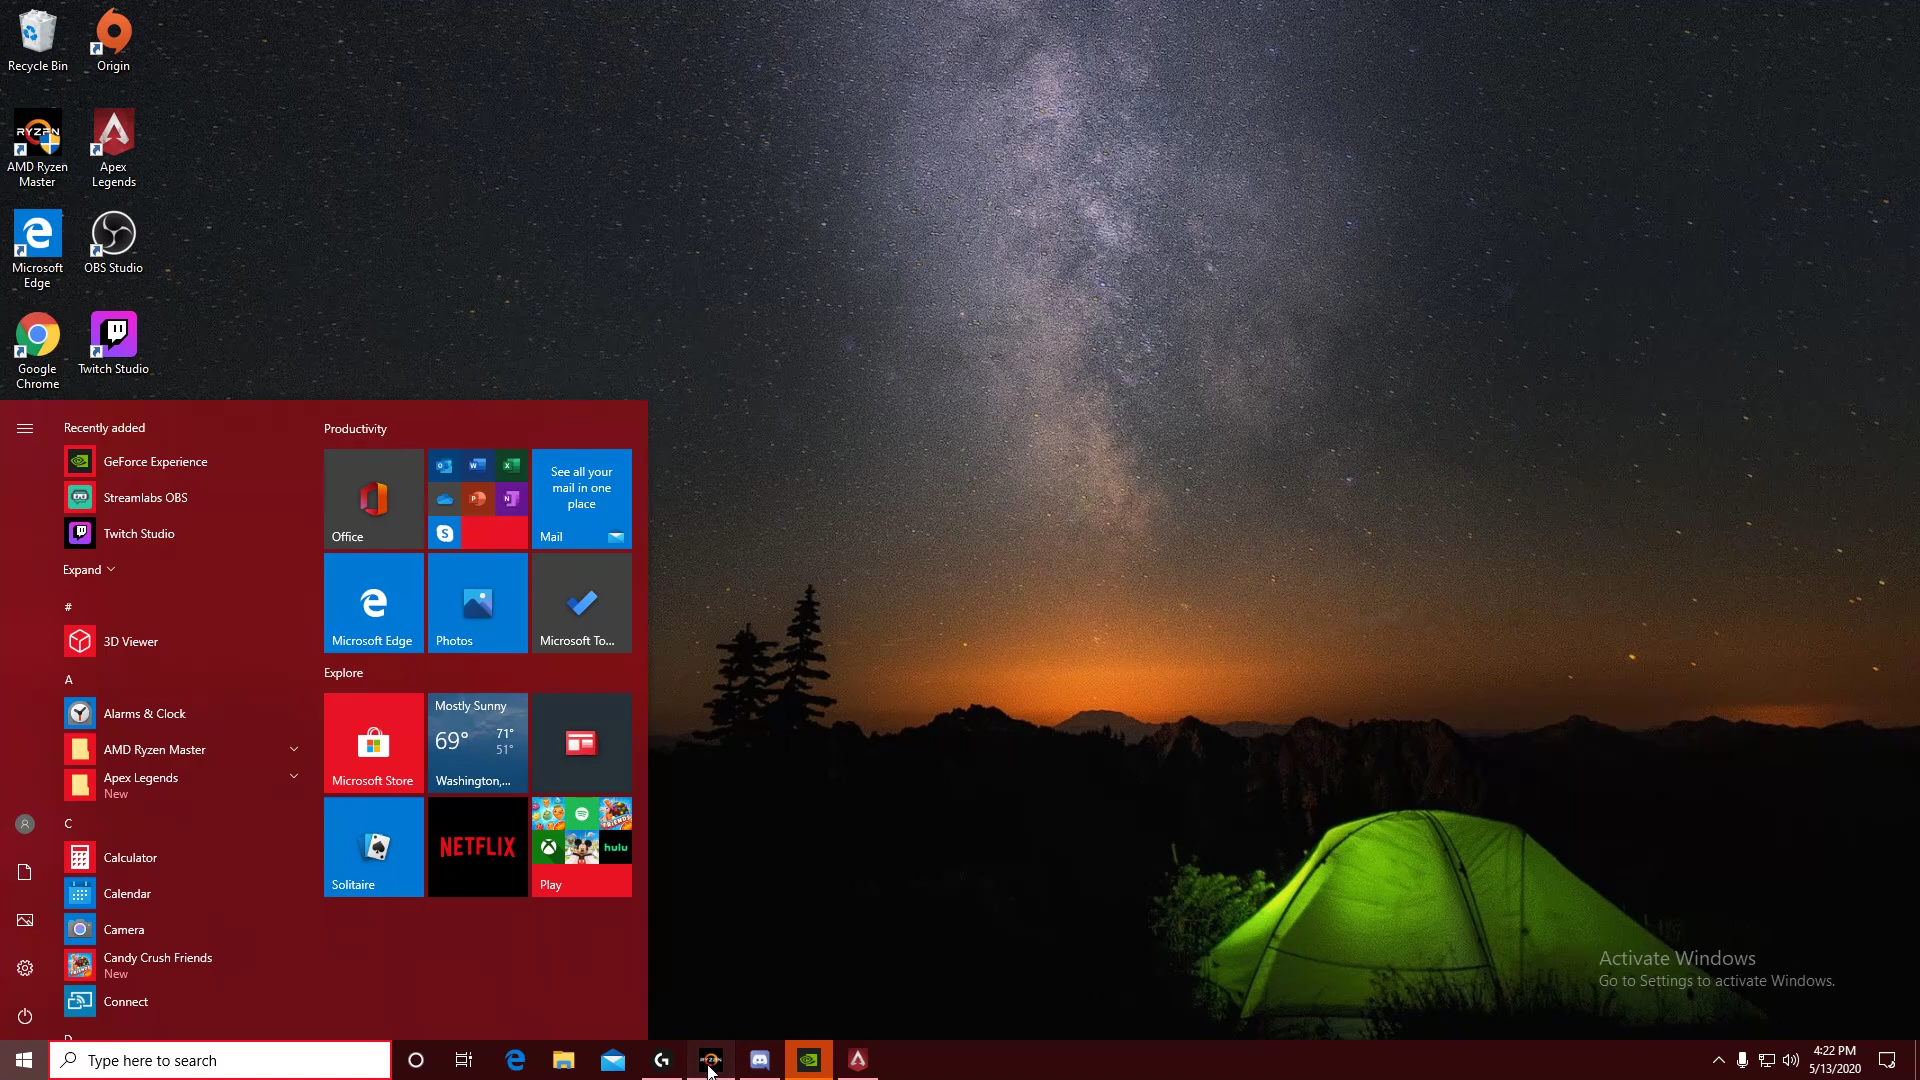 Recycle Bin
Origin
RYZEN
AMD Ryzen
Master
Apex
Legends
Microsoft
Edge
OBS Studio
Google
Chrome
Twitch Studio
Recently added
GeForce Experience
Streamlabs OBS
Twitch Studio
Expand
#
3D Viewer
A
Alarms & Clock
AMD Ryzen Master
Apex Legends
New
C
Calculator
Calendar
Camera
Candy Crush Friends
New
Connect
Productivity
Office
See all your
mail in one
place
Mail
Microsoft Edge
Photos
Microsoft To...
Explore
Microsoft Store
Mostly Sunny
69°
71°
51°
Washington,...
Solitaire
NETFLIX
FRIENDS
hulu
Play
Activate Windows
Go to Settings to activate Windows.
Type here to search
RYZEN
4:22 PM
5/13/2020